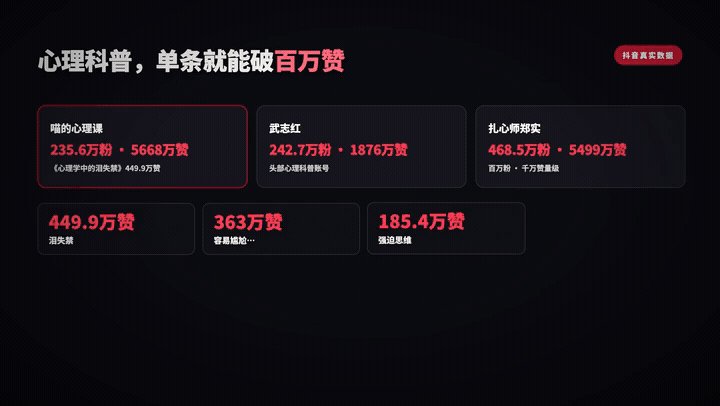 心理科普，单条就能破百万赞
抖音真实数据
喵的心理课
235.6万粉 · 5668万赞
《心理学中的泪失禁》449.9万赞
武志红
242.7万粉 · 1876万赞
头部心理科普账号
扎心师郑实
468.5万粉 · 5499万赞
百万粉 · 千万赞量级
449.9万赞
泪失禁
363万赞
容易尴尬…
185.4万赞
强迫思维